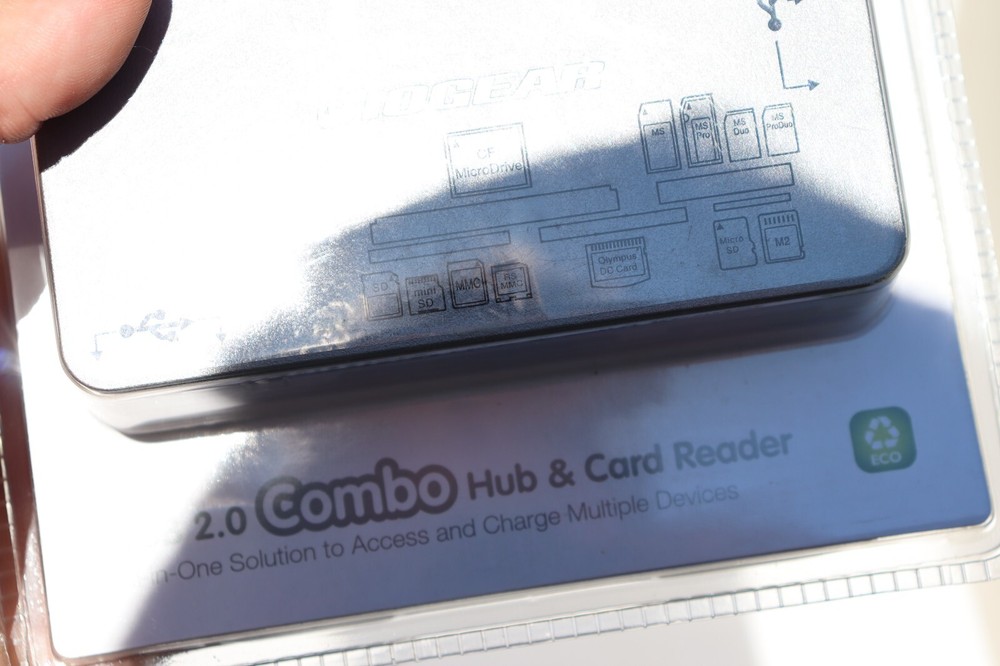 IOGEAR
CF
MicroDrive
MS
MS
Pro
MS
Duo
MS
ProDuo
SD
mini
SD
MMC
RS
MMC
Olympus
DC Card
Micro
SD
M2
2.0 Combo Hub & Card Reader
n-One Solution to Access and Charge Multiple Devices
ECO